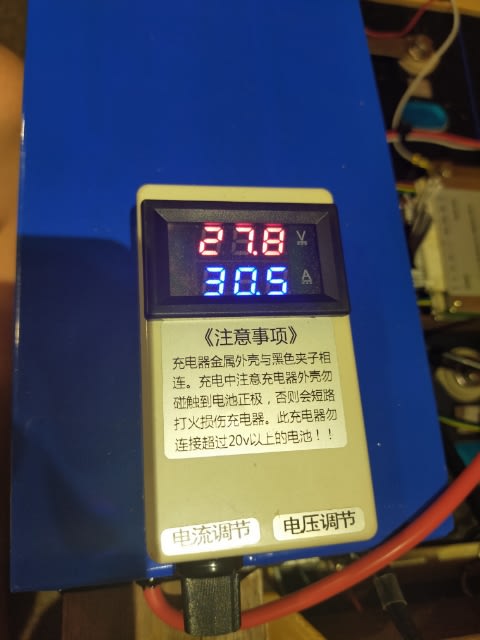 27.8 V
30.5 A
《注意事项》
充电器金属外壳与黑色夹子相
连。充电中注意充电器外壳勿
碰触到电池正极，否则会短路
打火损伤充电器。此充电器勿
连接超过20v以上的电池！！
电流调节 电压调节